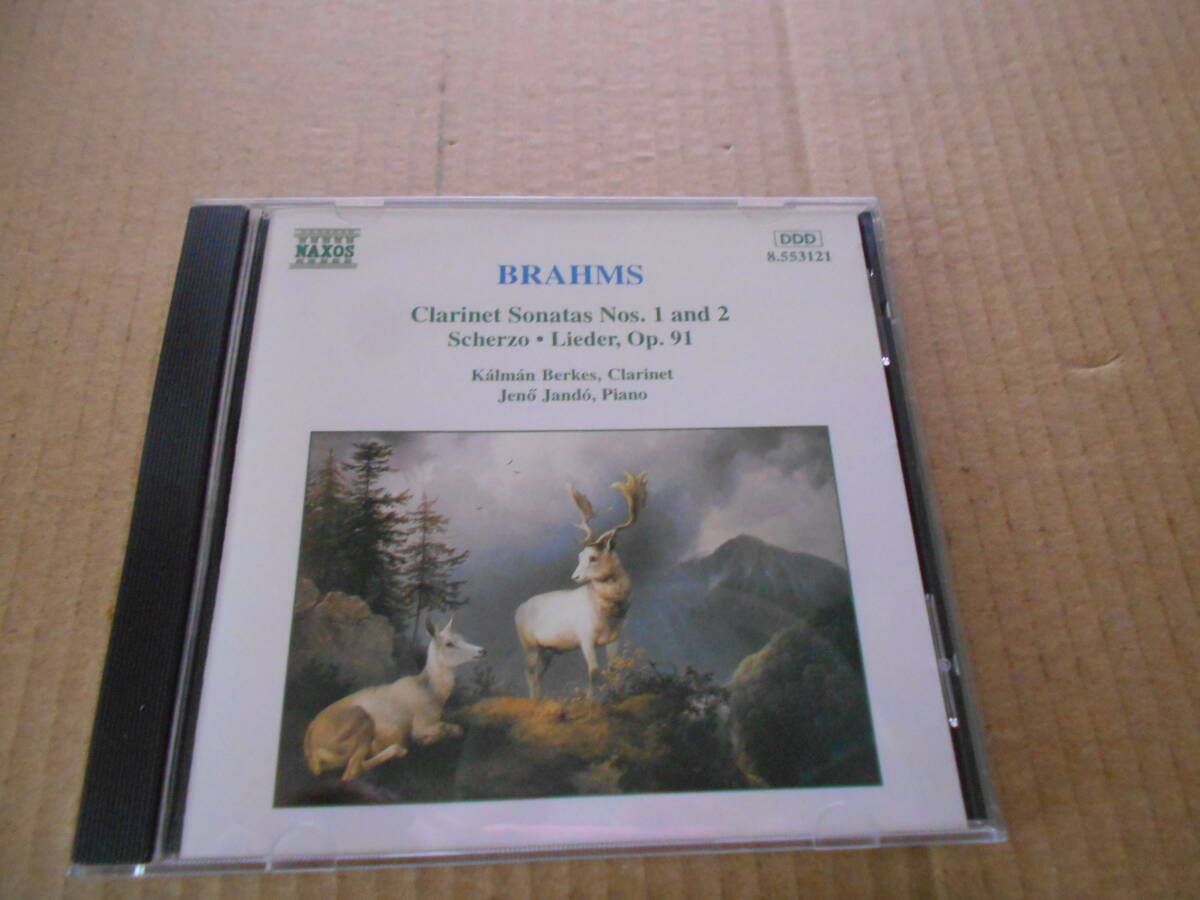 NAXOS
DDD
8.553121
BRAHMS
Clarinet Sonatas Nos. 1 and 2
Scherzo • Lieder, Op. 91
Kálmán Berkes, Clarinet
Jenő Jandó, Piano